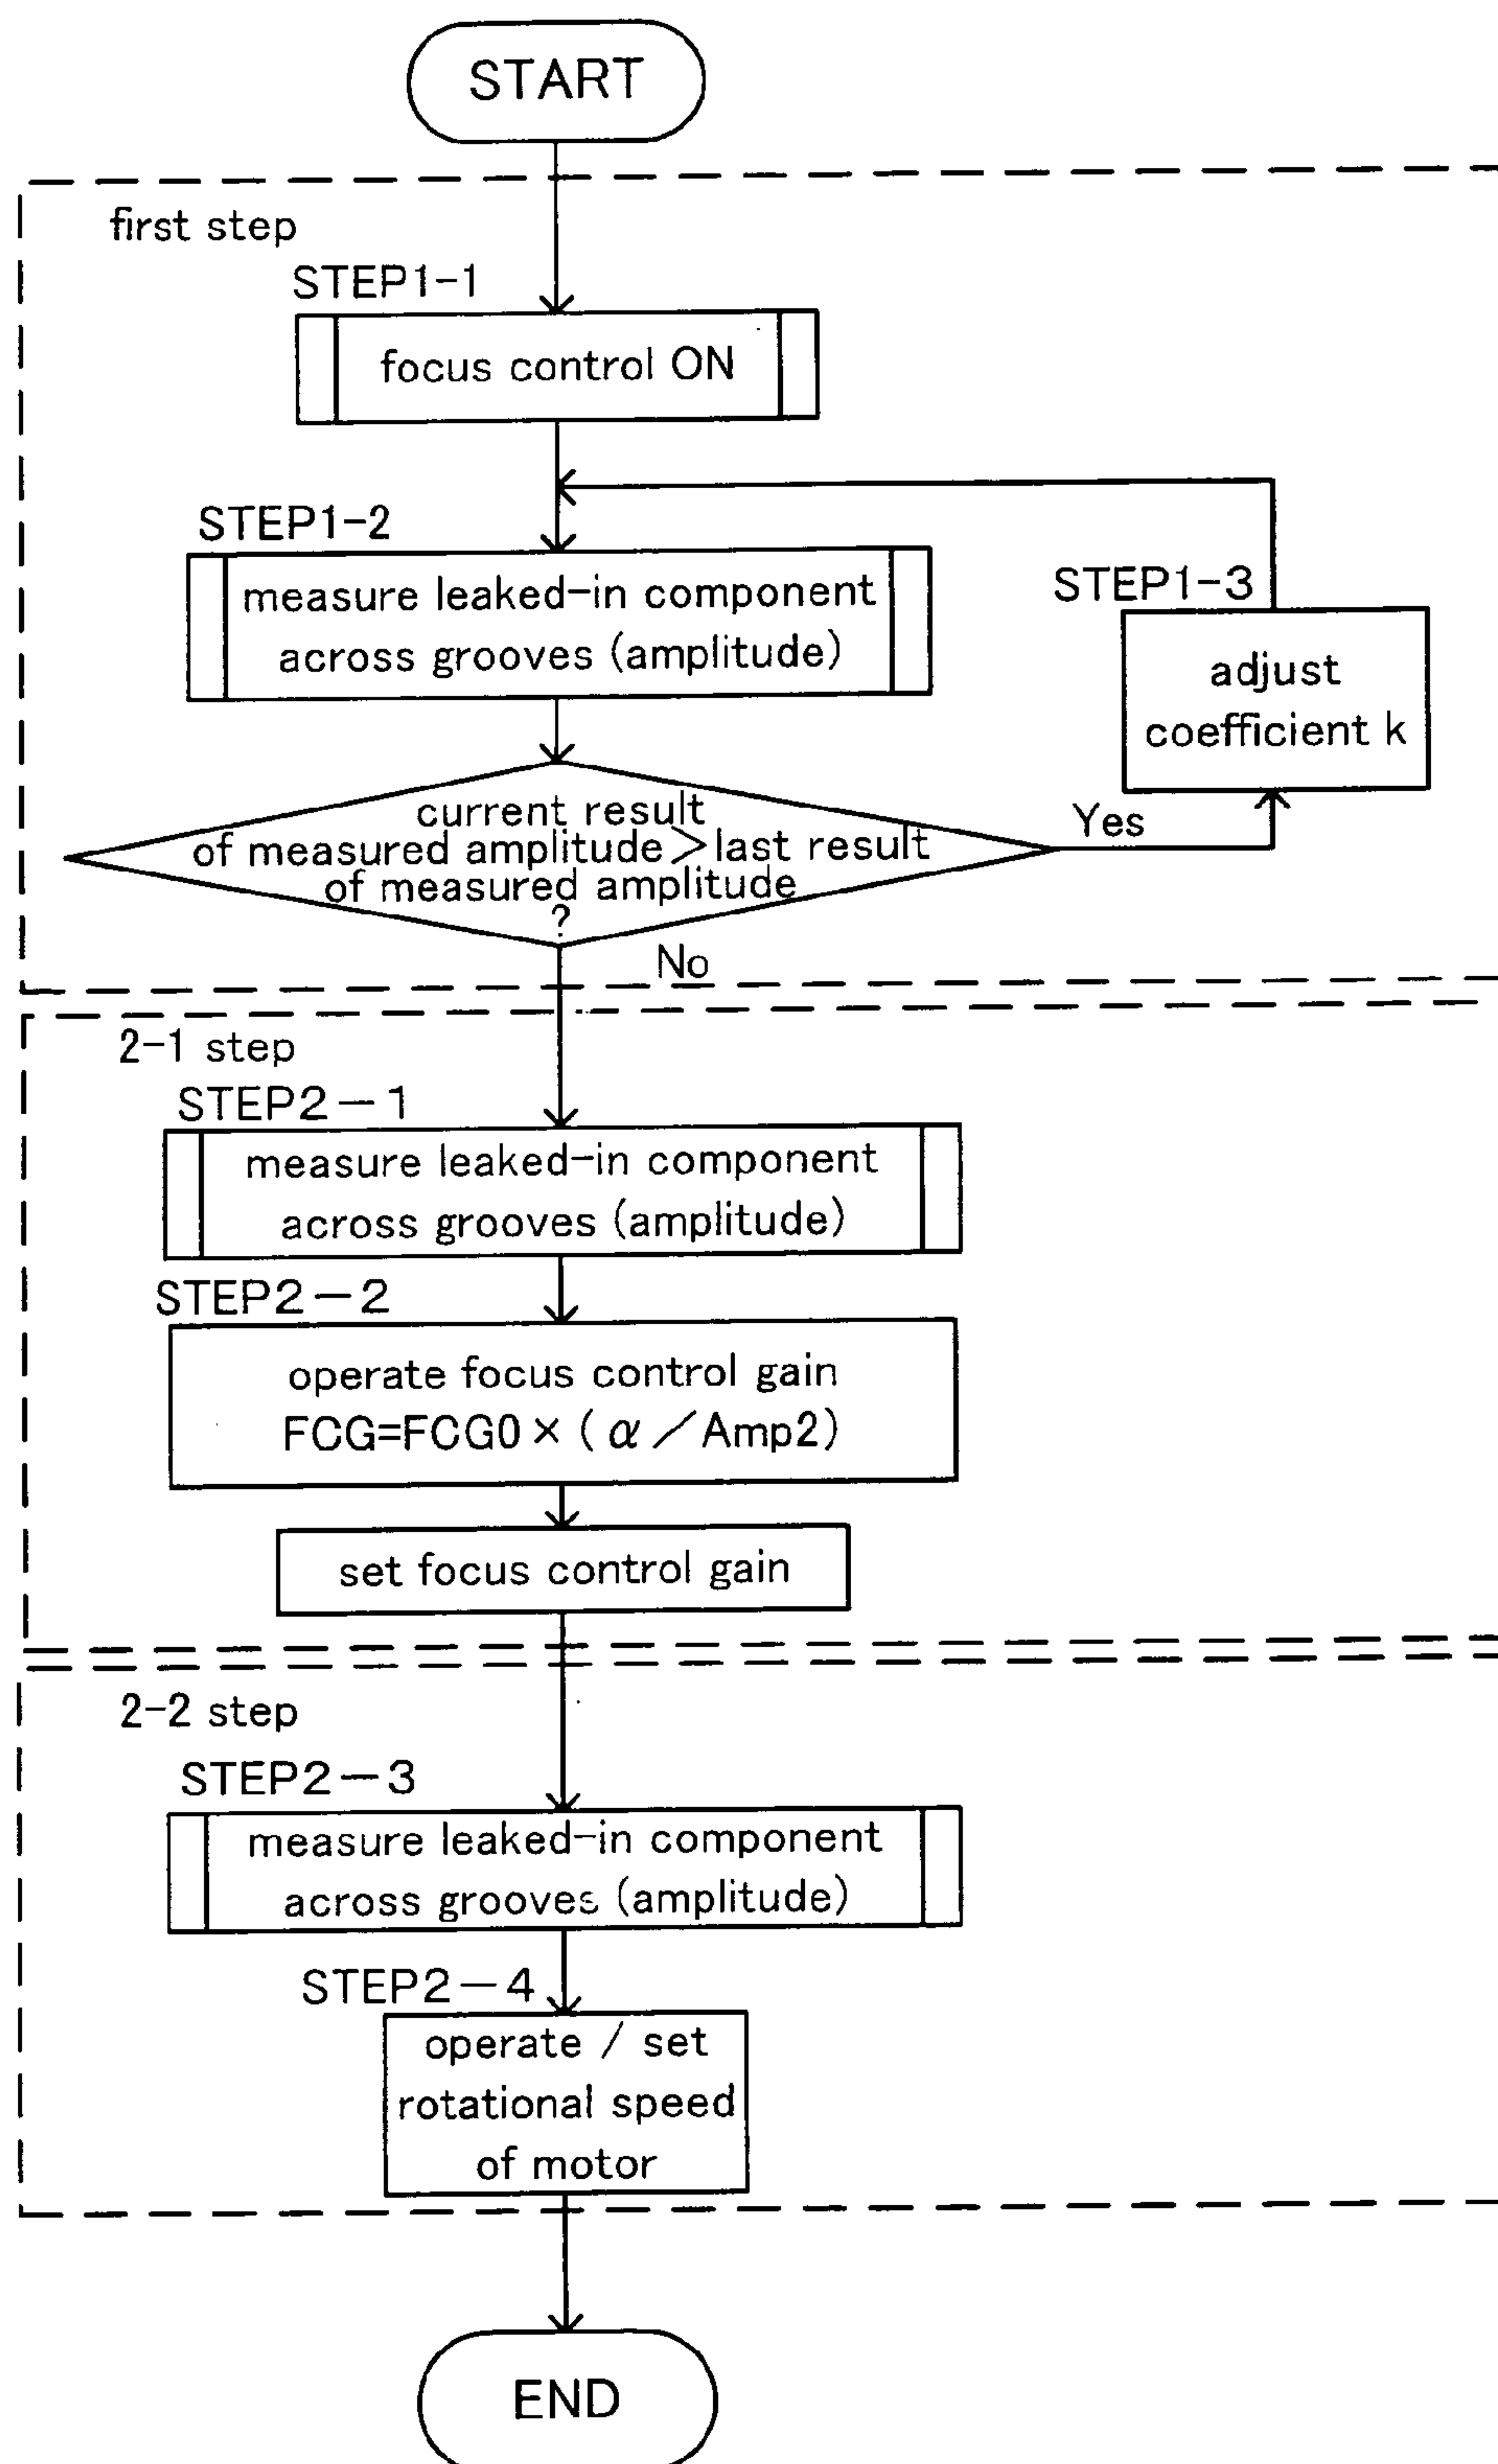 START
first step
STEP1-1
focus control ON
STEP1-2
measure leaked-in component
across grooves (amplitude)
STEP1-3
adjust
coefficient k
current result
of measured amplitude>last result
of measured amplitude
?
Yes
No
2-1 step
STEP2-1
measure leaked-in component
across grooves (amplitude)
STEP2-2
operate focus control gain
FCG=FCG0×(α/Amp2)
set focus control gain
2-2 step
STEP2-3
measure leaked-in component
across grooves (amplitude)
STEP2-4
operate / set
rotational speed
of motor
END